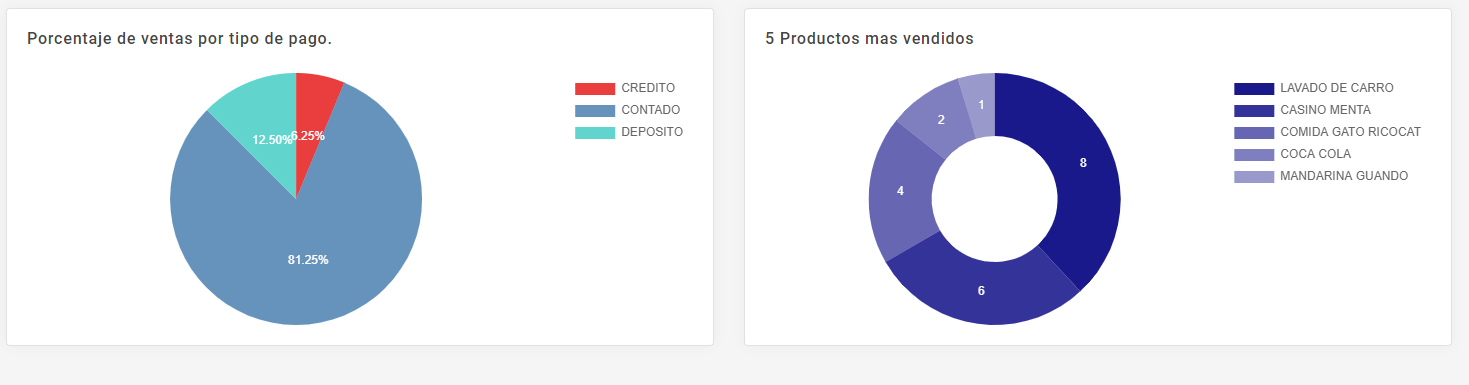 Porcentaje de ventas por tipo de pago.
CREDITO
CONTADO
DEPOSITO
12.50%
6.25%
81.25%
5 Productos mas vendidos
LAVADO DE CARRO
CASINO MENTA
COMIDA GATO RICOCAT
COCA COLA
MANDARINA GUANDO
1
2
8
4
6